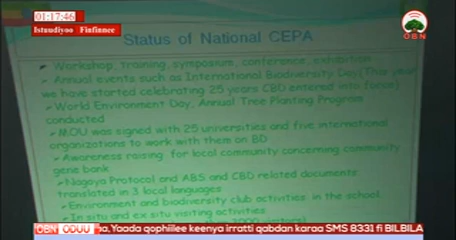 01:17:46
Istuudiyoo Finfinnee
OBN
Status of National CEPA
Workshop, training, symposium, conference, exhibition
Annual events such as International Biodiversity Day(This year
we have started celebrating 25 years CBD entered into force)
World Environment Day, Annual Tree Planting Program
conducted
MOU was signed with 25 universities and five international
organizations to work with them on BD
Awareness raising for local community concerning community
gene bank
Nagoya Protocol and ABS and CBD related documents
translated in 3 local languages
Environment and biodiversity club activities in the school
In situ and ex situ visiting activities
OBN ODUU aa, Yaada qophiilee keenya irratti qabdan karaa SMS 8331 fi BILBILA